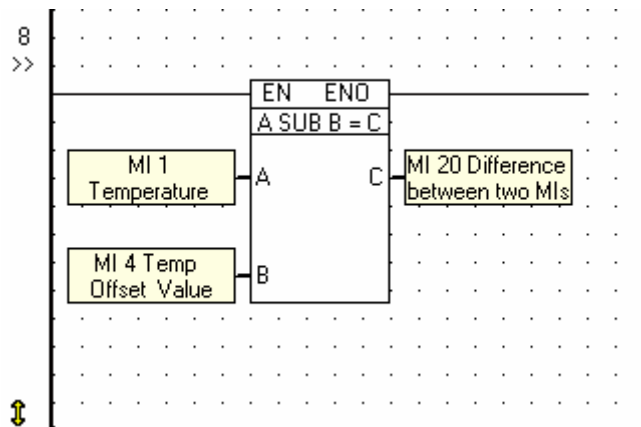 8
>>
EN ENO
A SUB B = C
MI 1
Temperature
A
C
MI 20 Difference
between two MIs
MI 4 Temp
Offset Value
B